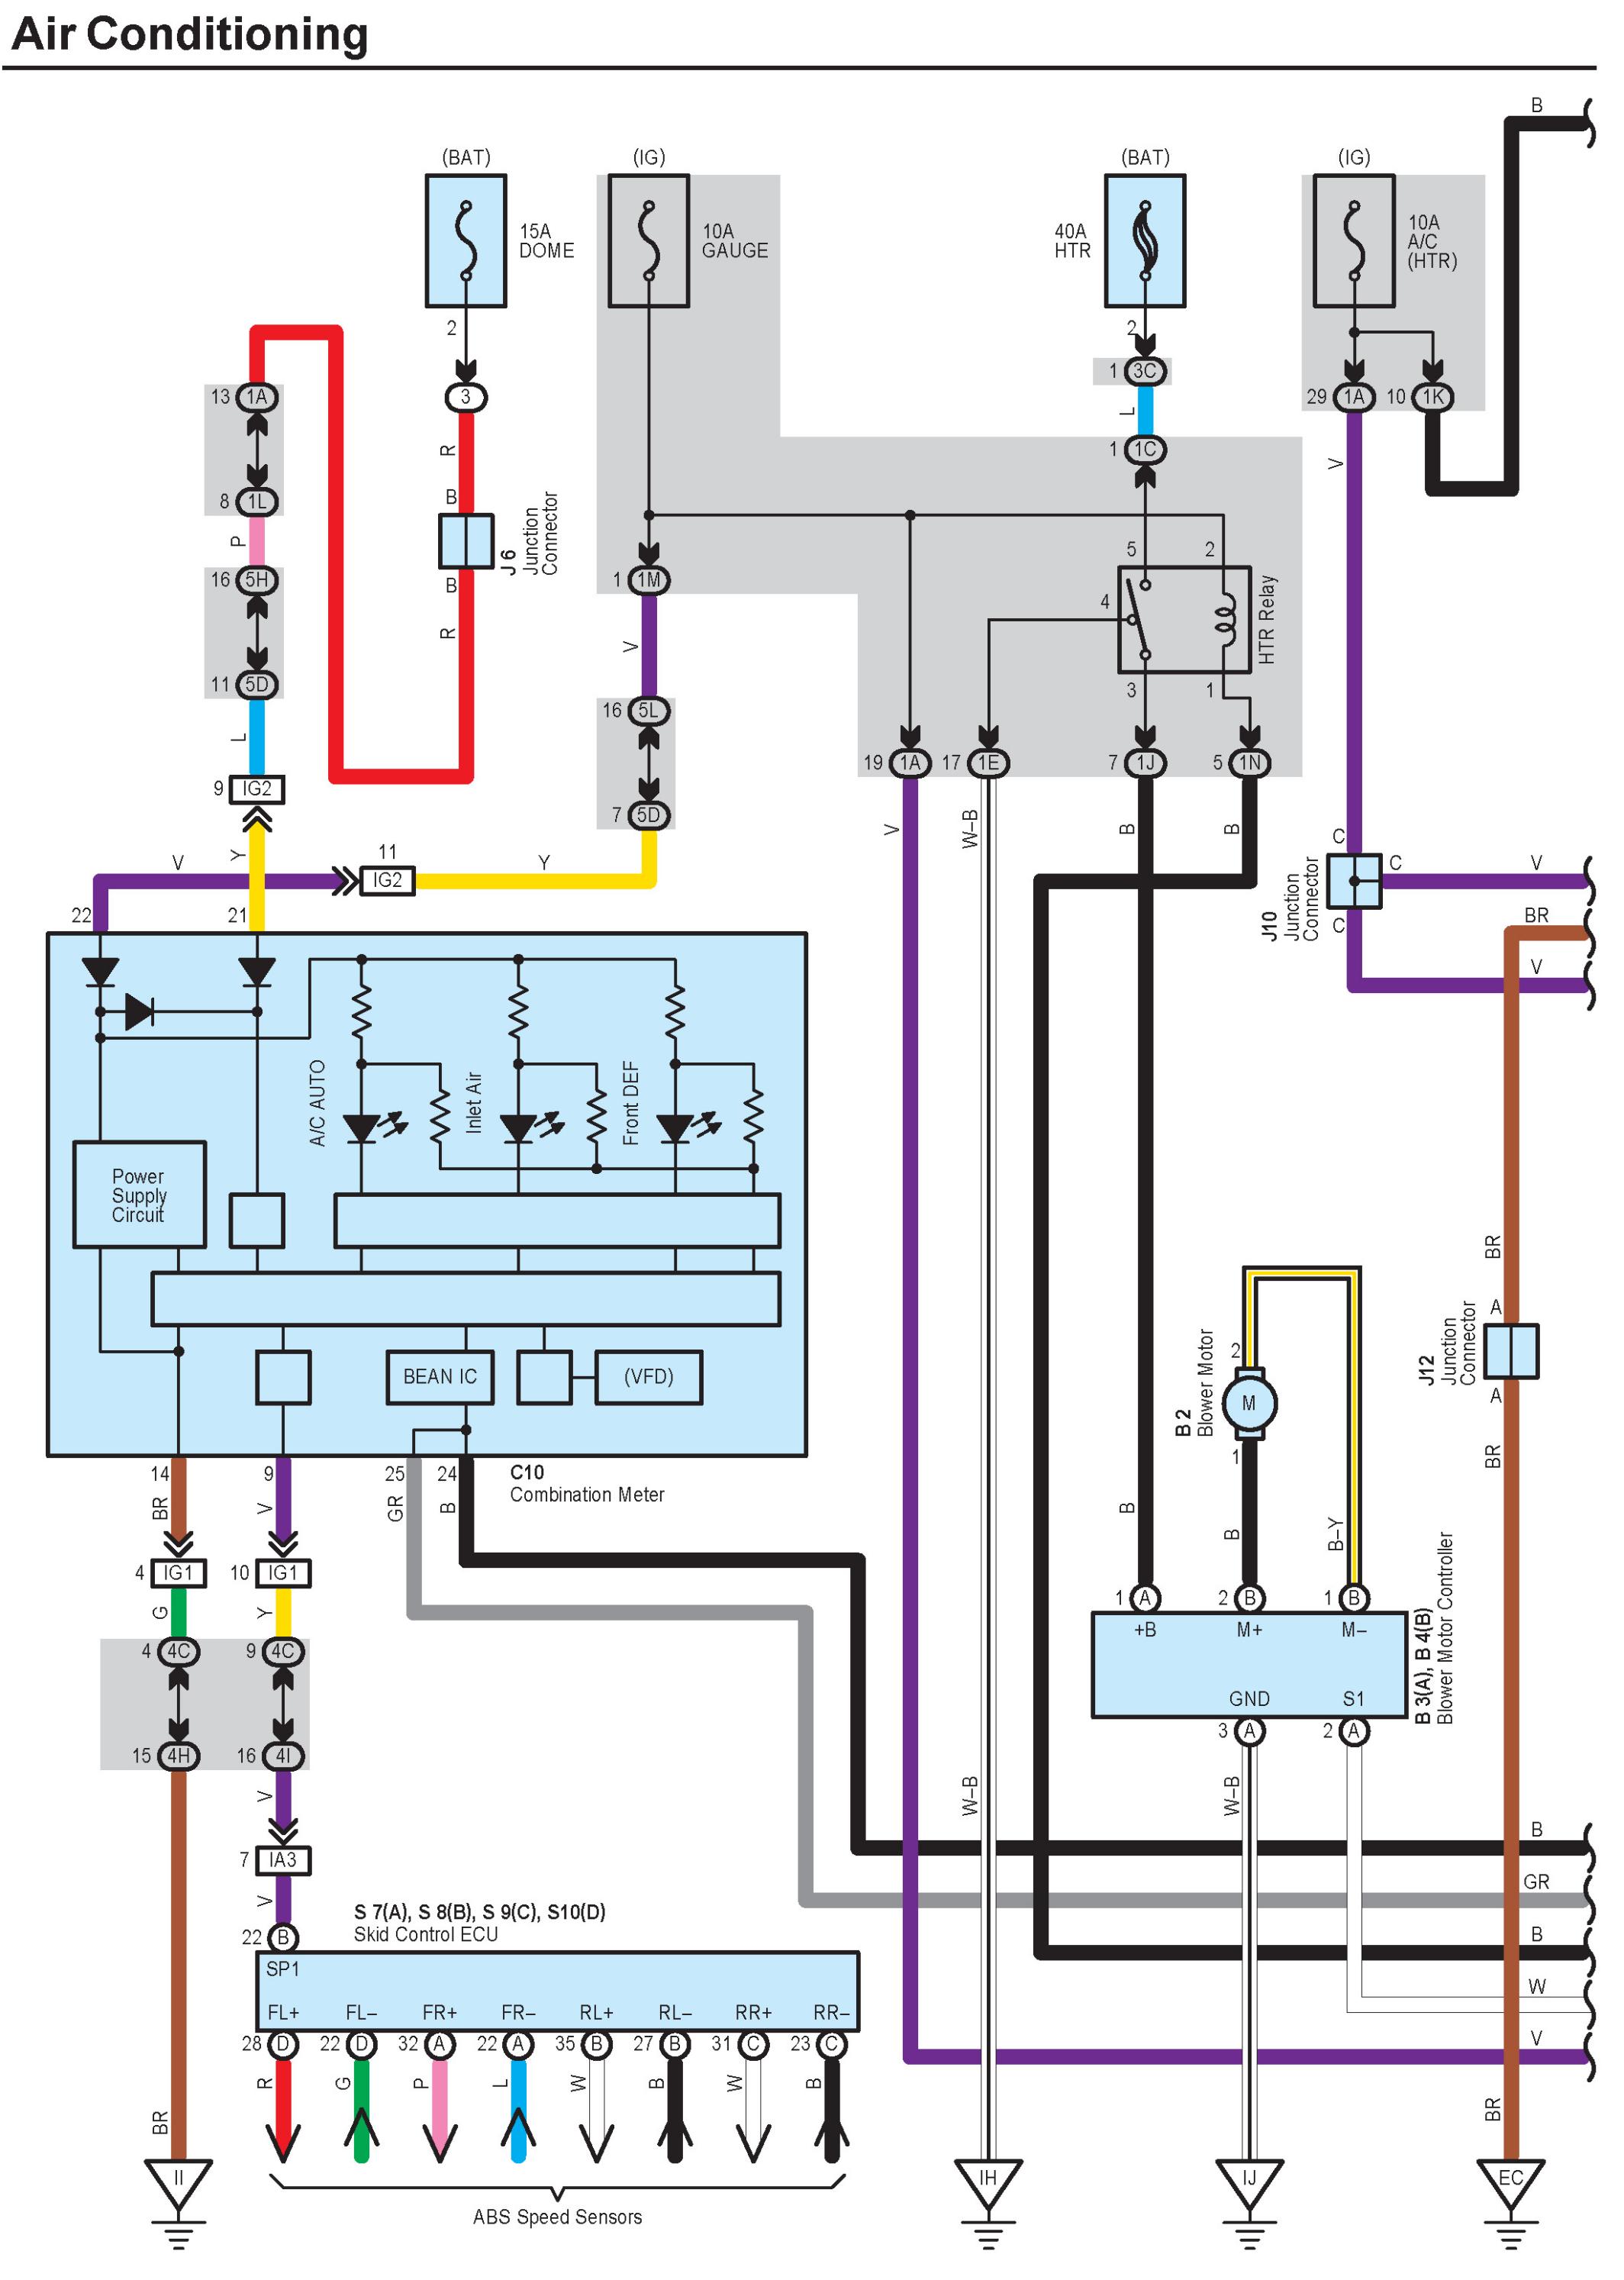 Air Conditioning
B
(BAT)
(IG)
(BAT)
(IG)
15A
DOME
10A
GAUGE
40A
HTR
10A
A/C
(HTR)
2
2
1 3C
13 1A
3
29 1A
10 1K
L
R
1 1C
V
8 1L
B
J 6
Junction
Connector
P
5
2
16 5H
B
1 1M
4
HTR Relay
R
V
11 5D
3
1
16 5L
L
19 1A
17 1E
7 1J
5 1N
9 IG2
7 5D
V
W–B
B
B
C
V
Y
11
IG2
Y
J10
Junction
Connector
C
V
22
21
C
BR
V
A/C AUTO
Inlet Air
Front DEF
Power
Supply
Circuit
BR
A
J12
Junction
Connector
A
B 2
Blower Motor
2
M
1
BEAN IC
(VFD)
BR
14
9
25
24
C10
Combination Meter
BR
V
GR
B
B
B
B–Y
4 IG1
10 IG1
1 A
2 B
1 B
G
Y
+B
M+
M–
B 3(A), B 4(B)
Blower Motor Controller
4 4C
9 4C
GND
S1
3 A
2 A
15 4H
16 4I
V
W–B
W–B
B
7 IA3
GR
V
S 7(A), S 8(B), S 9(C), S10(D)
Skid Control ECU
22 B
B
SP1
W
FL+
FL–
FR+
FR–
RL+
RL–
RR+
RR–
28 D
22 D
32 A
22 A
35 B
27 B
31 C
23 C
V
R
G
P
L
W
B
W
B
BR
BR
II
IH
IJ
EC
ABS Speed Sensors